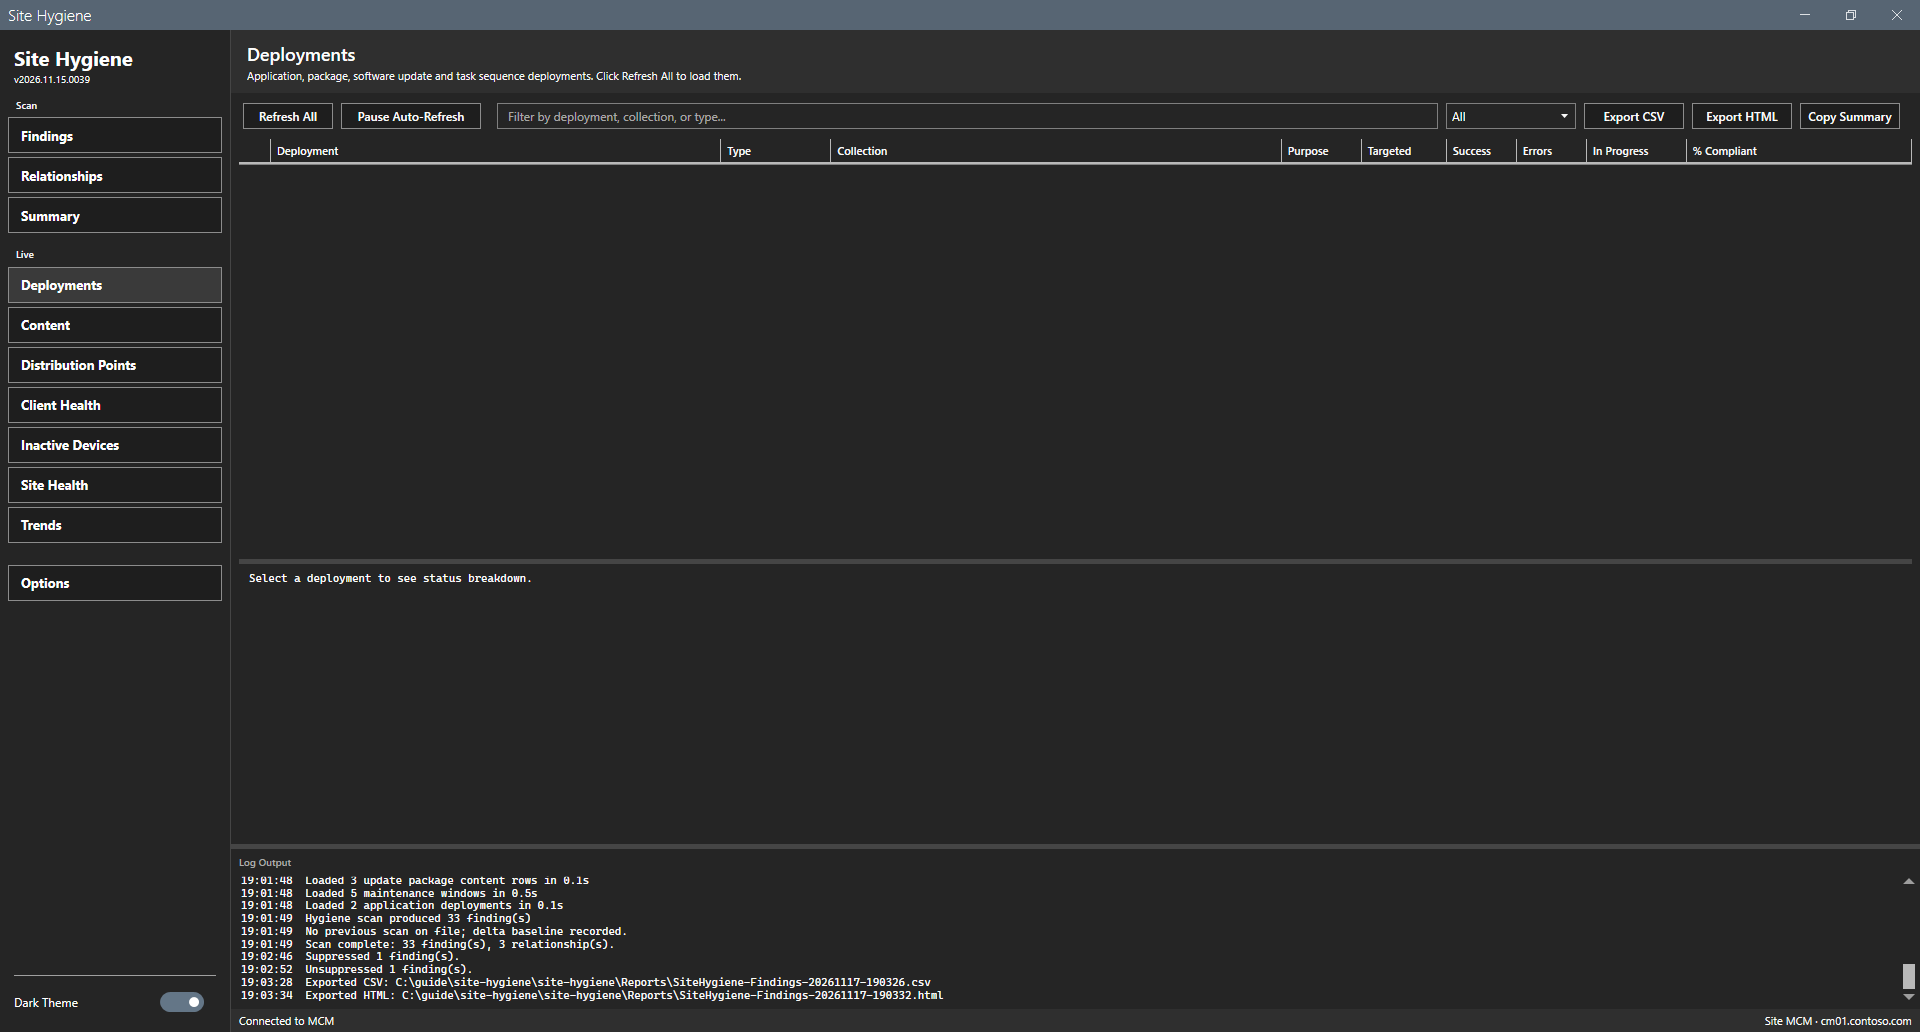 Site Hygiene
Site Hygiene
v2026.11.15.0039
Scan
Findings
Relationships
Summary
Live
Deployments
Content
Distribution Points
Client Health
Inactive Devices
Site Health
Trends
Options
Dark Theme
Deployments
Application, package, software update and task sequence deployments. Click Refresh All to load them.
Refresh All Pause Auto-Refresh Filter by deployment, collection, or type... All Export CSV Export HTML Copy Summary
Deployment Type Collection Purpose Targeted Success Errors In Progress % Compliant
Select a deployment to see status breakdown.
Log Output
19:01:48 Loaded 3 update package content rows in 0.1s
19:01:48 Loaded 5 maintenance windows in 0.5s
19:01:48 Loaded 2 application deployments in 0.1s
19:01:49 Hygiene scan produced 33 finding(s)
19:01:49 No previous scan on file; delta baseline recorded.
19:01:49 Scan complete: 33 finding(s), 3 relationship(s).
19:02:46 Suppressed 1 finding(s).
19:02:52 Unsuppressed 1 finding(s).
19:03:28 Exported CSV: C:\guide\site-hygiene\site-hygiene\Reports\SiteHygiene-Findings-20261117-190326.csv
19:03:34 Exported HTML: C:\guide\site-hygiene\site-hygiene\Reports\SiteHygiene-Findings-20261117-190332.html
Connected to MCM
Site MCM · cm01.contoso.com